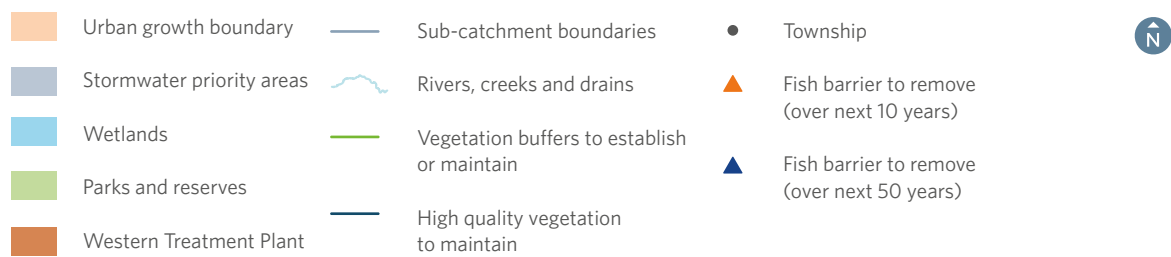 Urban growth boundary
Stormwater priority areas
Wetlands
Parks and reserves
Western Treatment Plant
Sub-catchment boundaries
Rivers, creeks and drains
Vegetation buffers to establish
or maintain
High quality vegetation
to maintain
Township
Fish barrier to remove
(over next 10 years)
Fish barrier to remove
(over next 50 years)
N